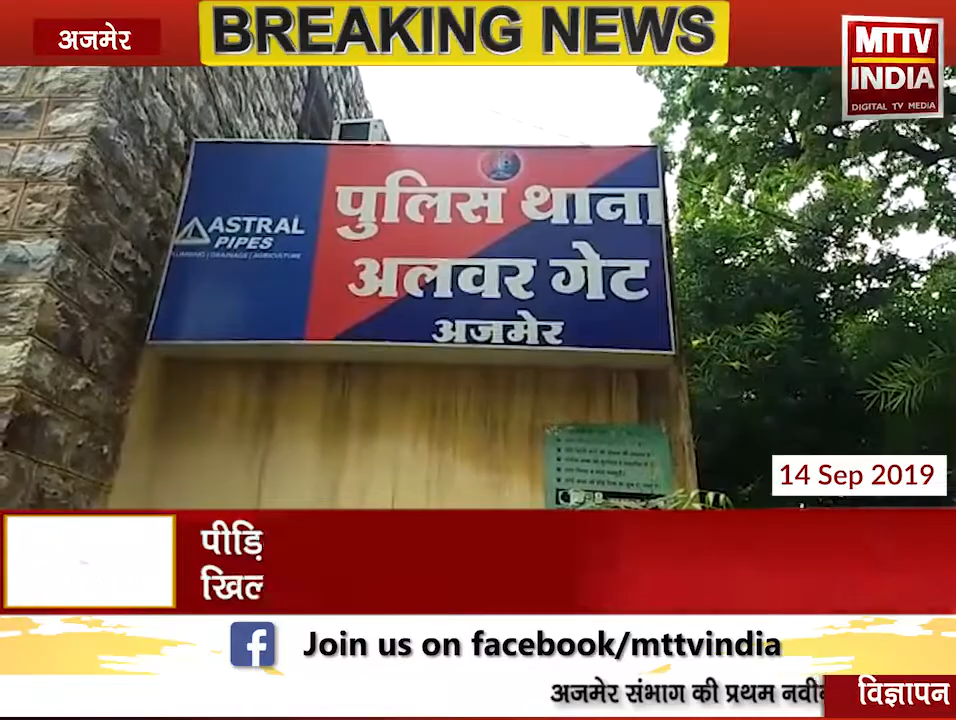 अजमेर
BREAKING NEWS
MTTV
INDIA
DIGITAL TV MEDIA
पुलिस थाना
ASTRAL
PIPES
अलवर गेट
अजमेर
14 Sep 2019
पीड़ि
खिल
Join us on facebook/mttvindia
अजमेर संभाग की प्रथम नवी
विज्ञापन